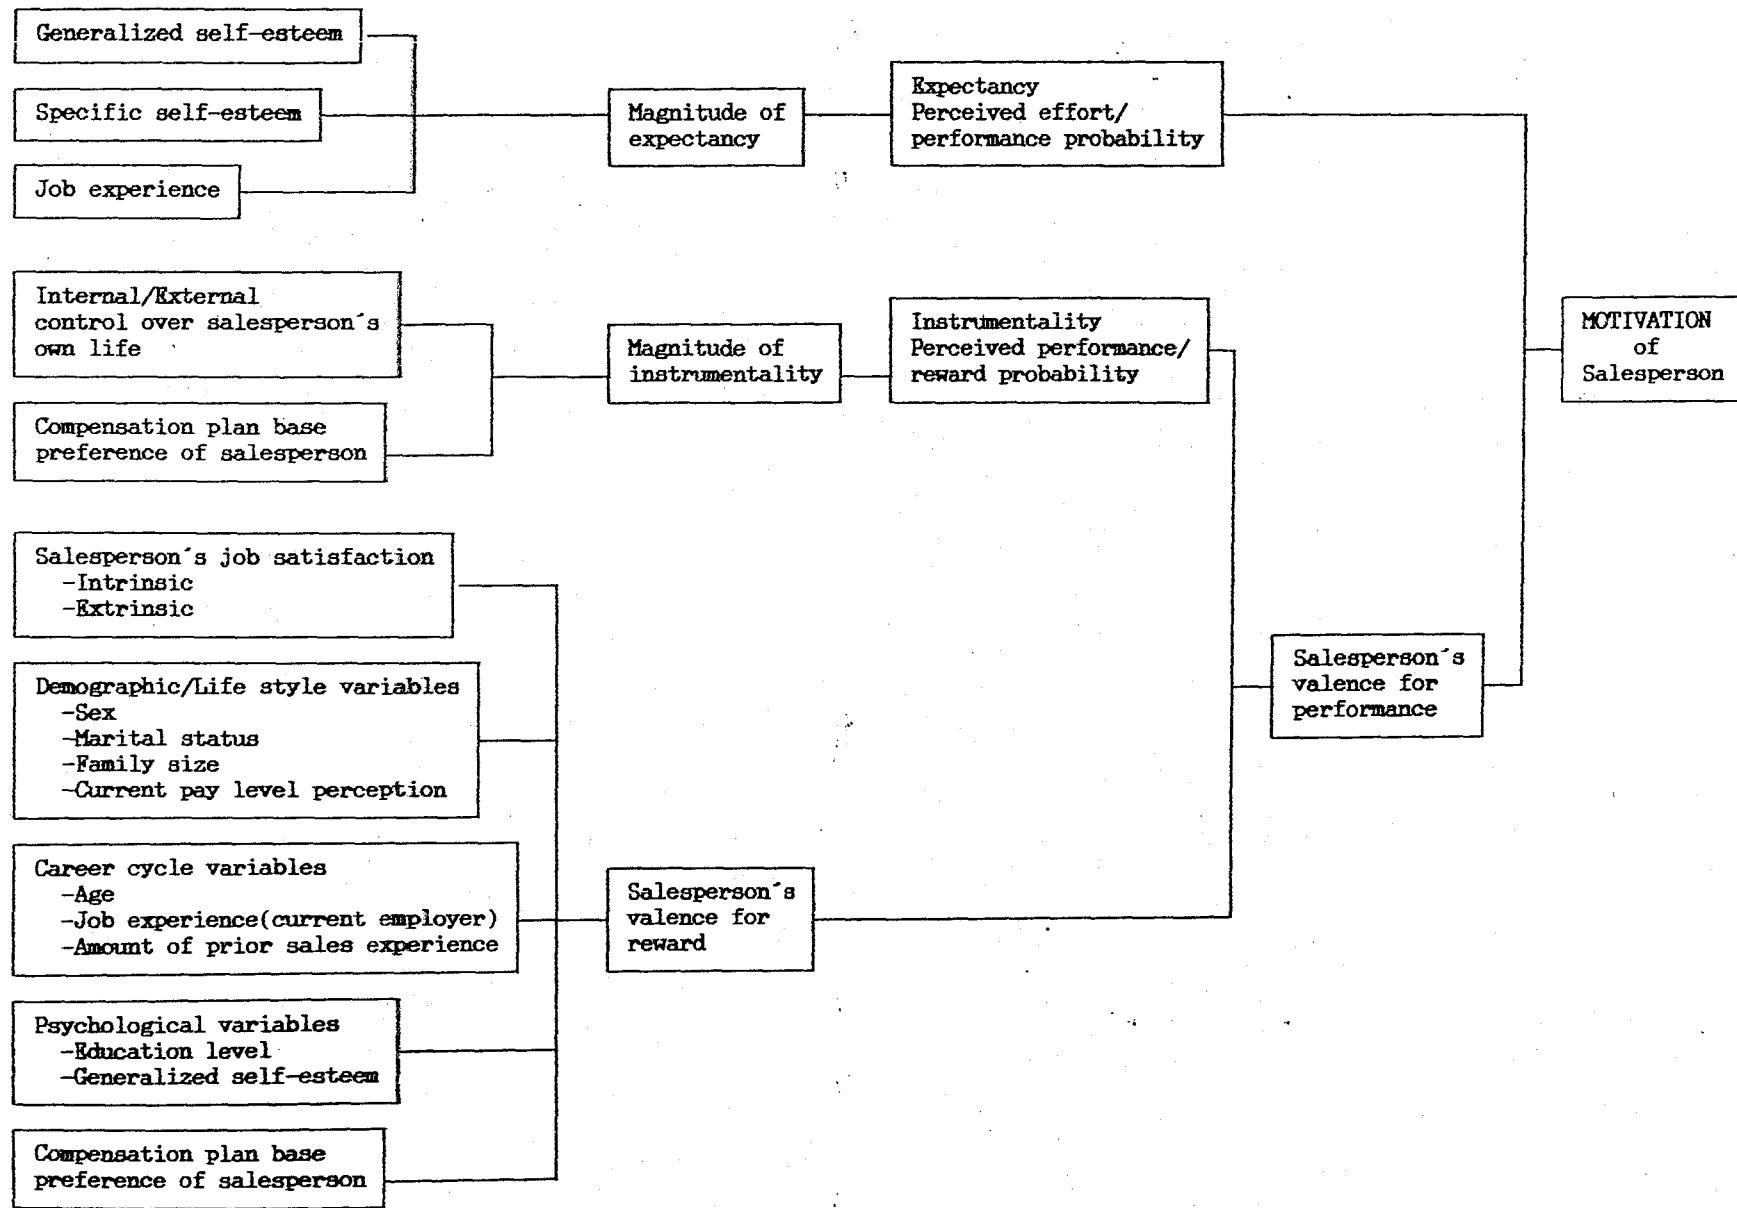 Generalized self-esteem
Specific self-esteem
Job experience
Magnitude of
expectancy
Expectancy
Perceived effort/
performance probability
Internal/External
control over salesperson´s
own life
Compensation plan base
preference of salesperson
Magnitude of
instrumentality
Instrumentality
Perceived performance/
reward probability
MOTIVATION
of
Salesperson
Salesperson´s job satisfaction
-Intrinsic
-Extrinsic
Demographic/Life style variables
-Sex
-Marital status
-Family size
-Current pay level perception
Salesperson´s
valence for
performance
Career cycle variables
-Age
-Job experience(current employer)
-Amount of prior sales experience
Salesperson´s
valence for
reward
Psychological variables
-Education level
-Generalized self-esteem
Compensation plan base
preference of salesperson